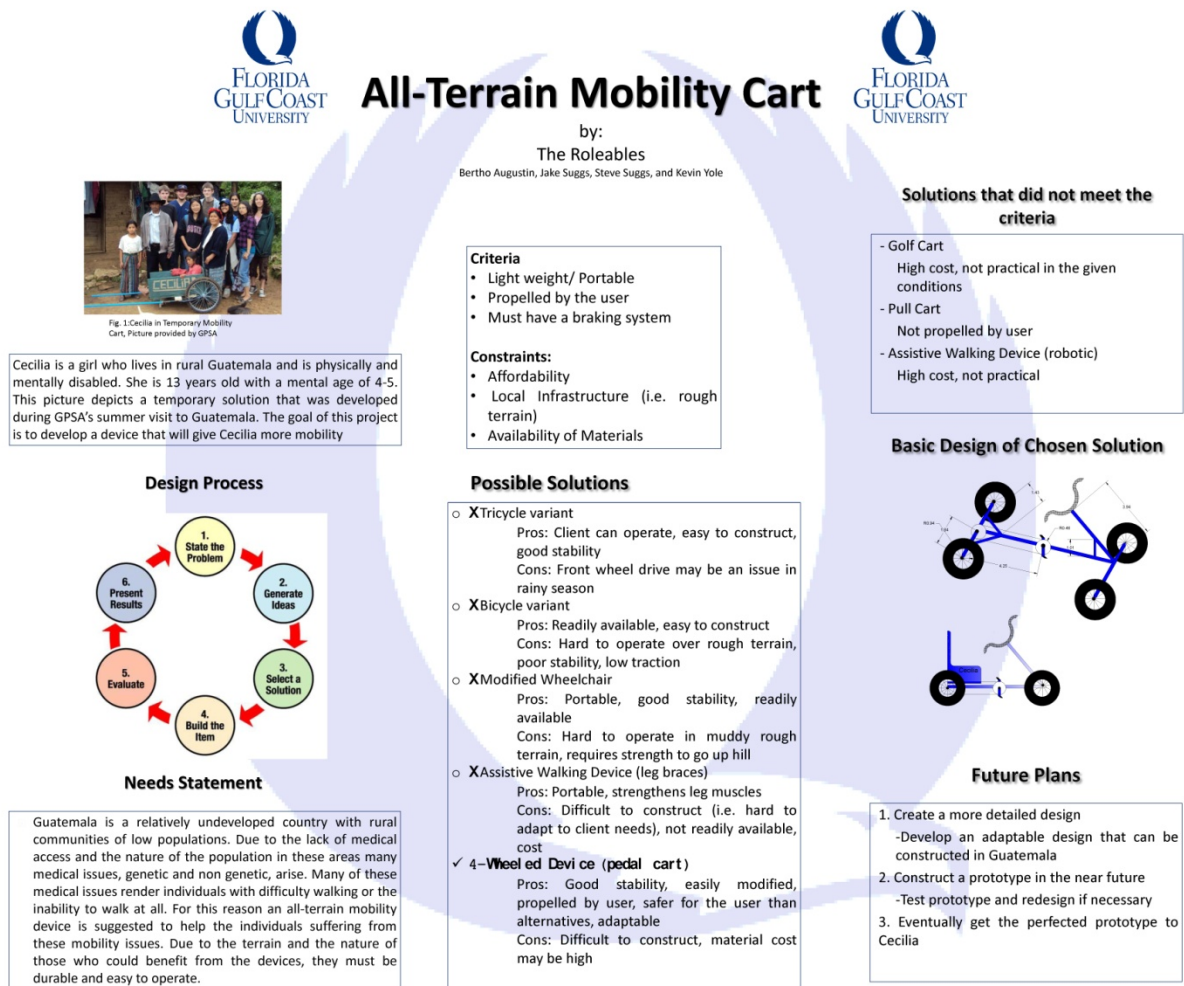 FLORIDA
GULF COAST
UNIVERSITY
All-Terrain Mobility Cart
FLORIDA
GULF COAST
UNIVERSITY
by:
The Roleables
Bertho Augustin, Jake Suggs, Steve Suggs, and Kevin Yole
CECILIA
Fig. 1:Cecilia in Temporary Mobility
Cart, Picture provided by GPSA
Cecilia is a girl who lives in rural Guatemala and is physically and
mentally disabled. She is 13 years old with a mental age of 4-5.
This picture depicts a temporary solution that was developed
during GPSA's summer visit to Guatemala. The goal of this project
is to develop a device that will give Cecilia more mobility
Design Process
1.
State the
Problem
2.
Generate
Ideas
3.
Select a
Solution
4.
Build the
Item
5.
Evaluate
6.
Present
Results
Needs Statement
Guatemala is a relatively undeveloped country with rural
communities of low populations. Due to the lack of medical
access and the nature of the population in these areas many
medical issues, genetic and non genetic, arise. Many of these
medical issues render individuals with difficulty walking or the
inability to walk at all. For this reason an all-terrain mobility
device is suggested to help the individuals suffering from
these mobility issues. Due to the terrain and the nature of
those who could benefit from the devices, they must be
durable and easy to operate.
Criteria
• Light weight/ Portable
• Propelled by the user
• Must have a braking system
Constraints:
• Affordability
• Local Infrastructure (i.e. rough
terrain)
• Availability of Materials
Possible Solutions
o XTricycle variant
Pros: Client can operate, easy to construct,
good stability
Cons: Front wheel drive may be an issue in
rainy season
o XBicycle variant
Pros: Readily available, easy to construct
Cons: Hard to operate over rough terrain,
poor stability, low traction
o XModified Wheelchair
Pros: Portable, good stability, readily
available
Cons: Hard to operate in muddy rough
terrain, requires strength to go up hill
o XAssistive Walking Device (leg braces)
Pros: Portable, strengthens leg muscles
Cons: Difficult to construct (i.e. hard to
adapt to client needs), not readily available,
cost
✓ 4-Wheeled Device (pedal cart)
Pros: Good stability, easily modified,
propelled by user, safer for the user than
alternatives, adaptable
Cons: Difficult to construct, material cost
may be high
Solutions that did not meet the
criteria
- Golf Cart
High cost, not practical in the given
conditions
- Pull Cart
Not propelled by user
- Assistive Walking Device (robotic)
High cost, not practical
Basic Design of Chosen Solution
Cecilia
Future Plans
1. Create a more detailed design
-Develop an adaptable design that can be
constructed in Guatemala
2. Construct a prototype in the near future
-Test prototype and redesign if necessary
3. Eventually get the perfected prototype to
Cecilia